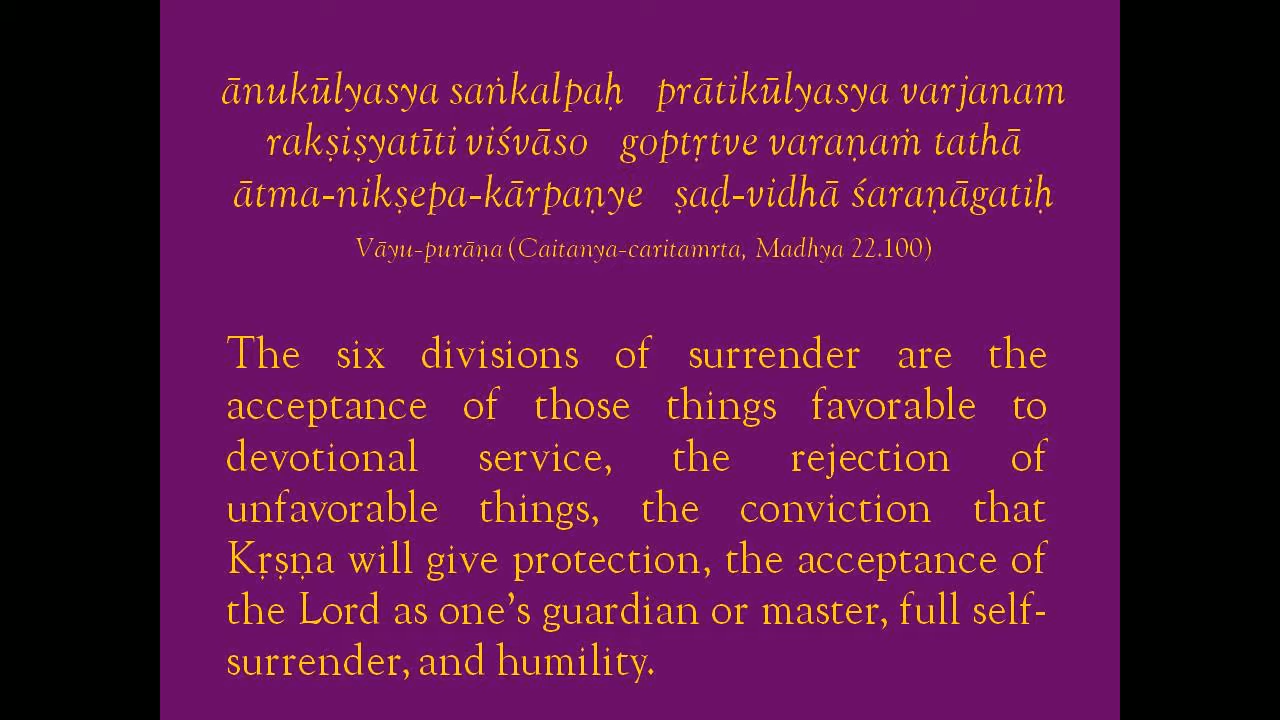 ānukūlyasya saṅkalpaḥ prātikūlyasya varjanam
rakṣiṣyatīti viśvāso goptṛtve varaṇaṁ tathā
ātma-nikṣepa-kārpaṇye ṣaḍ-vidhā śaraṇāgatiḥ
Vāyu-purāṇa (Caitanya-caritamrta, Madhya 22.100)
The six divisions of surrender are the
acceptance of those things favorable to
devotional service, the rejection of
unfavorable things, the conviction that
Kṛṣṇa will give protection, the acceptance of
the Lord as one’s guardian or master, full self-
surrender, and humility.